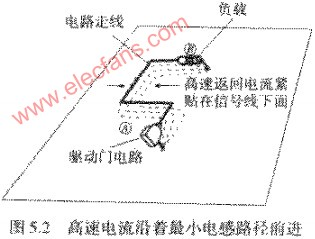 电路走线
负载
www.elecfans.com
Ⓑ
高速返回电流紧
贴在信号线下面
Ⓐ
驱动门电路
图5.2 高速电流沿着最小电感路径前进